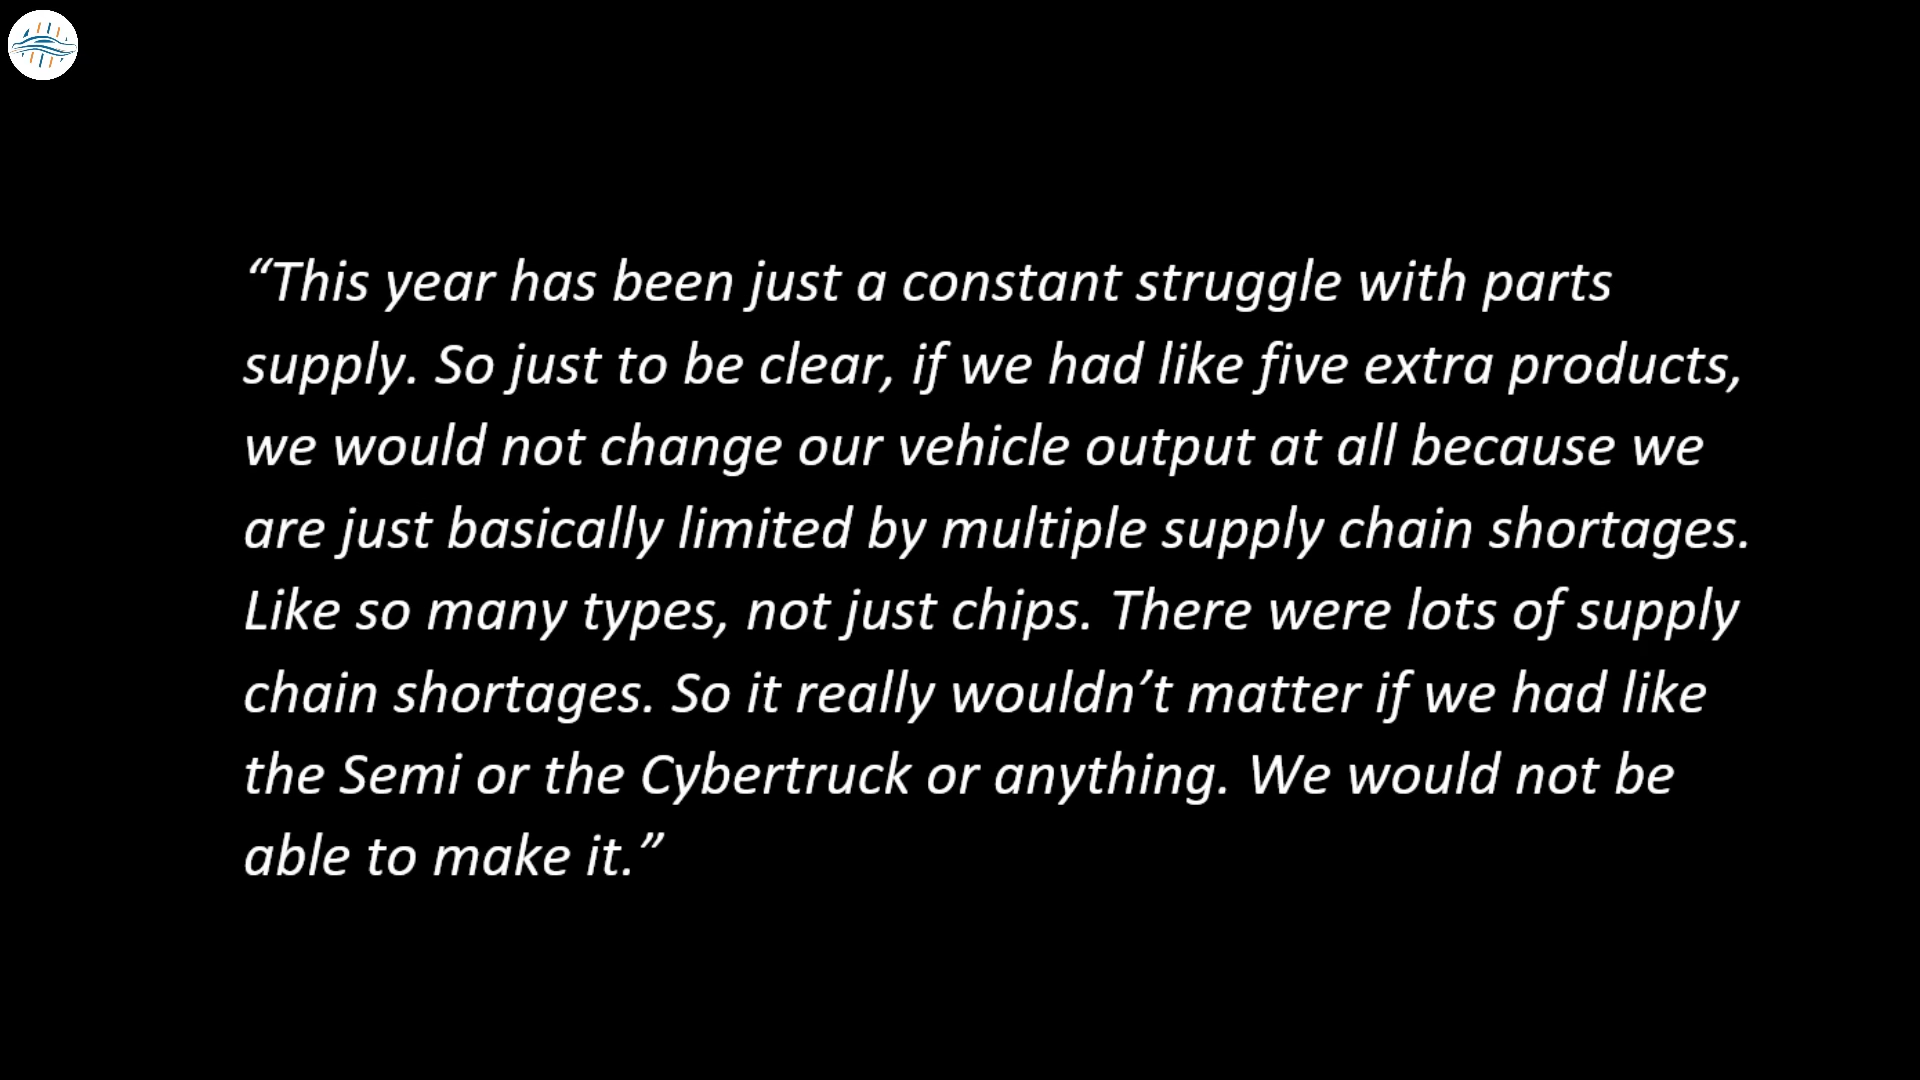 “This year has been just a constant struggle with parts
supply. So just to be clear, if we had like five extra products,
we would not change our vehicle output at all because we
are just basically limited by multiple supply chain shortages.
Like so many types, not just chips. There were lots of supply
chain shortages. So it really wouldn’t matter if we had like
the Semi or the Cybertruck or anything. We would not be
able to make it.”